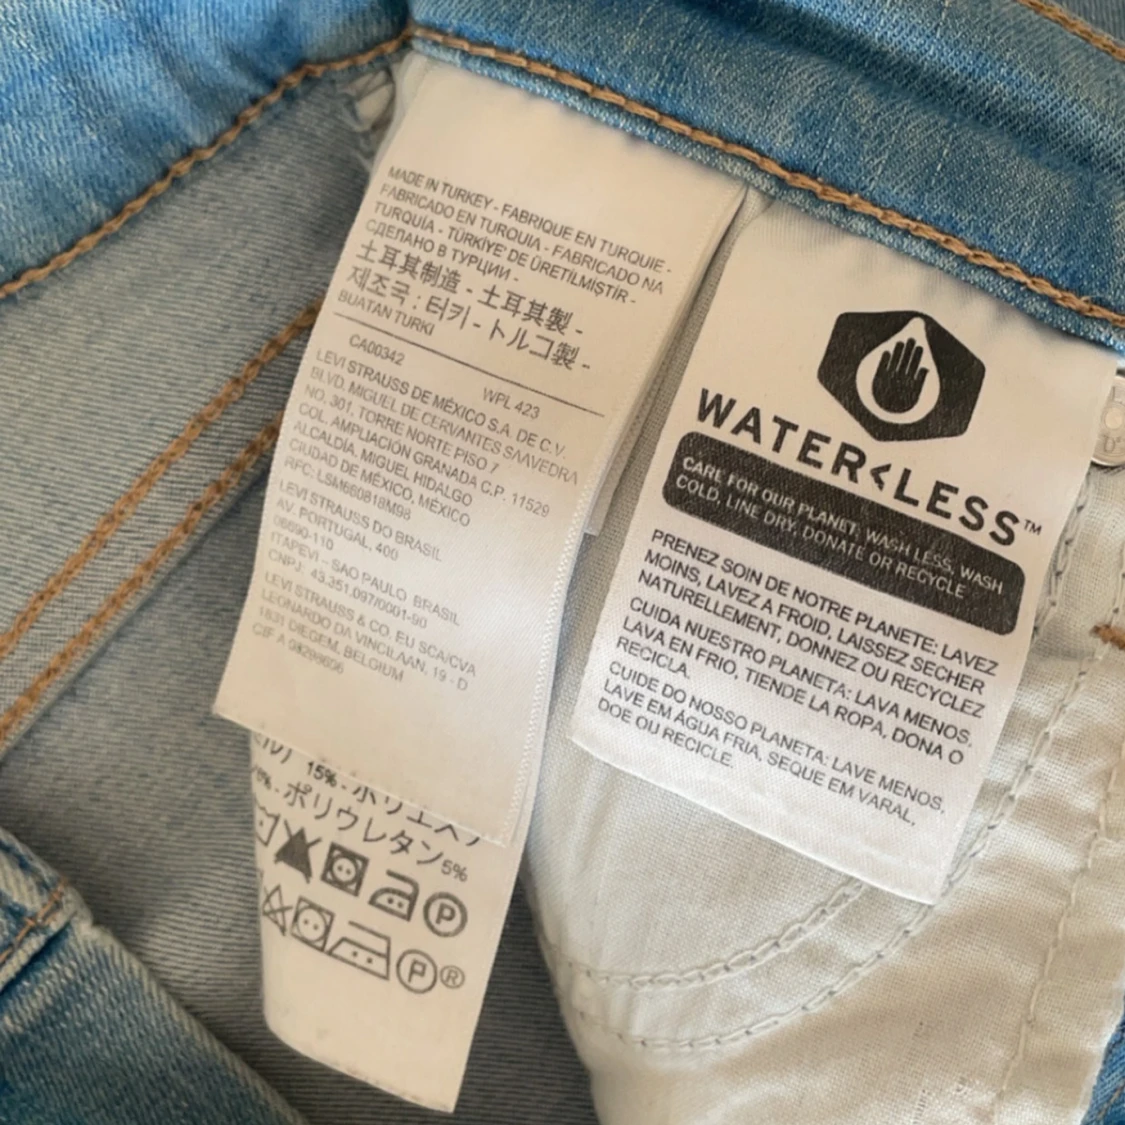 MADE IN TURKEY - FABRIQUE EN TURQUIE -
FABRICADO EN TURQUIA - FABRICADO NA
TURQUÍA - TÜRKİYE' DE ÜRETİLMİŞTİR -
СДЕЛАНО В ТУРЦИИ -
土耳其制造 - 土耳其製 -
제조국 : 터키 - トルコ製 -
BUATAN TURKI
CA00342 WPL 423
LEVI STRAUSS DE MÉXICO S.A. DE C.V.
BLVD. MIGUEL DE CERVANTES SAAVEDRA
NO. 301, TORRE NORTE PISO 7
COL. AMPLIACIÓN GRANADA C.P. 11529
ALCALDÍA. MIGUEL HIDALGO
CIUDAD DE MÉXICO, MÉXICO
RFC: LSM660818M98
LEVI STRAUSS DO BRASIL
AV. PORTUGAL, 400
06690-110
ITAPEVI - SAO PAULO BRASIL
CNPJ: 43.351.097/0001-90
LEVI STRAUSS & CO. EU SCA/CVA
LEONARDO DA VINCILAAN, 19 - D
1831 DIEGEM, BELGIUM
CIF A
15% - ポリエステ
ポリウレタン 5%
P
P ®
WATER<LESS™
CARE FOR OUR PLANET: WASH LESS, WASH
COLD, LINE DRY, DONATE OR RECYCLE
PRENEZ SOIN DE NOTRE PLANETE: LAVEZ
MOINS, LAVEZ A FROID, LAISSEZ SECHER
NATURELLEMENT, DONNEZ OU RECYCLEZ
CUIDA NUESTRO PLANETA: LAVA MENOS,
LAVA EN FRIO, TIENDE LA ROPA, DONA O
RECICLA.
CUIDE DO NOSSO PLANETA: LAVE MENOS,
LAVE EM ÁGUA FRIA, SEQUE EM VARAL,
DOE OU RECICLE.